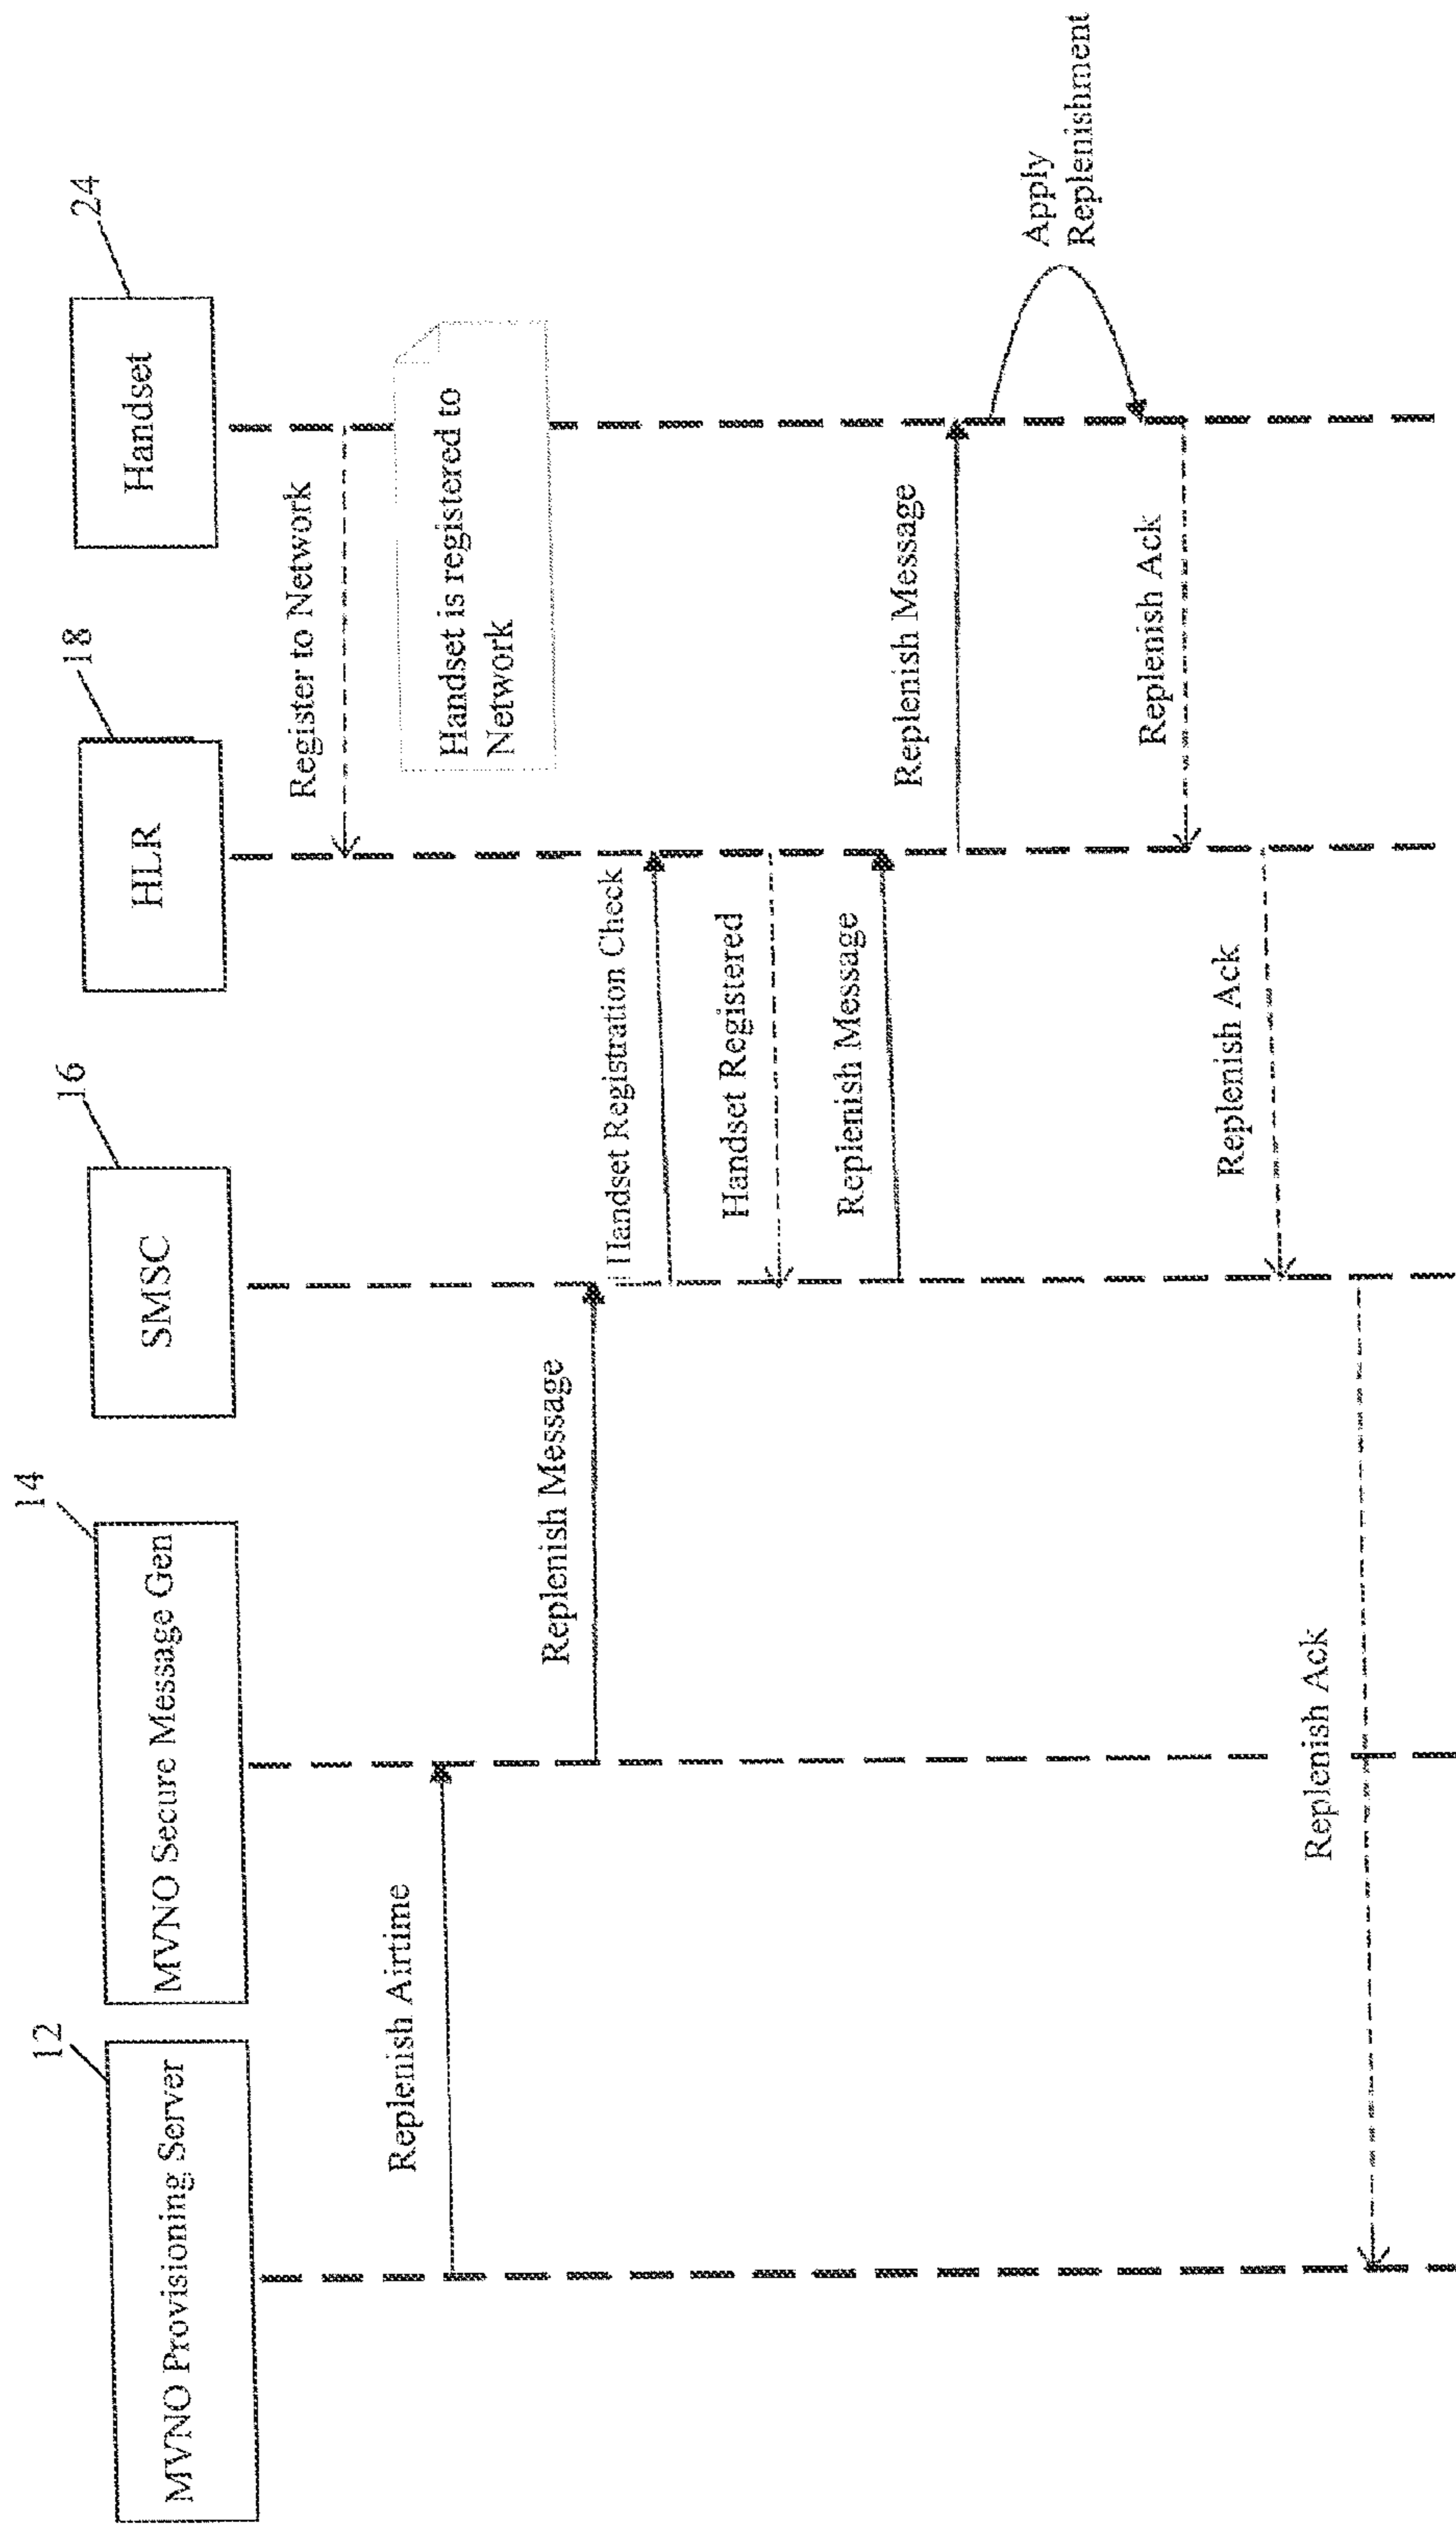 12
MVNO Provisioning Server
14
MVNO Secure Message Gen
16
SMSC
18
HLR
24
Handset
Register to Network
Handset is registered to
Network
Replenish Airtime
Replenish Message
Handset Registration Check
Handset Registered
Replenish Message
Replenish Message
Apply
Replenishment
Replenish Ack
Replenish Ack
Replenish Ack